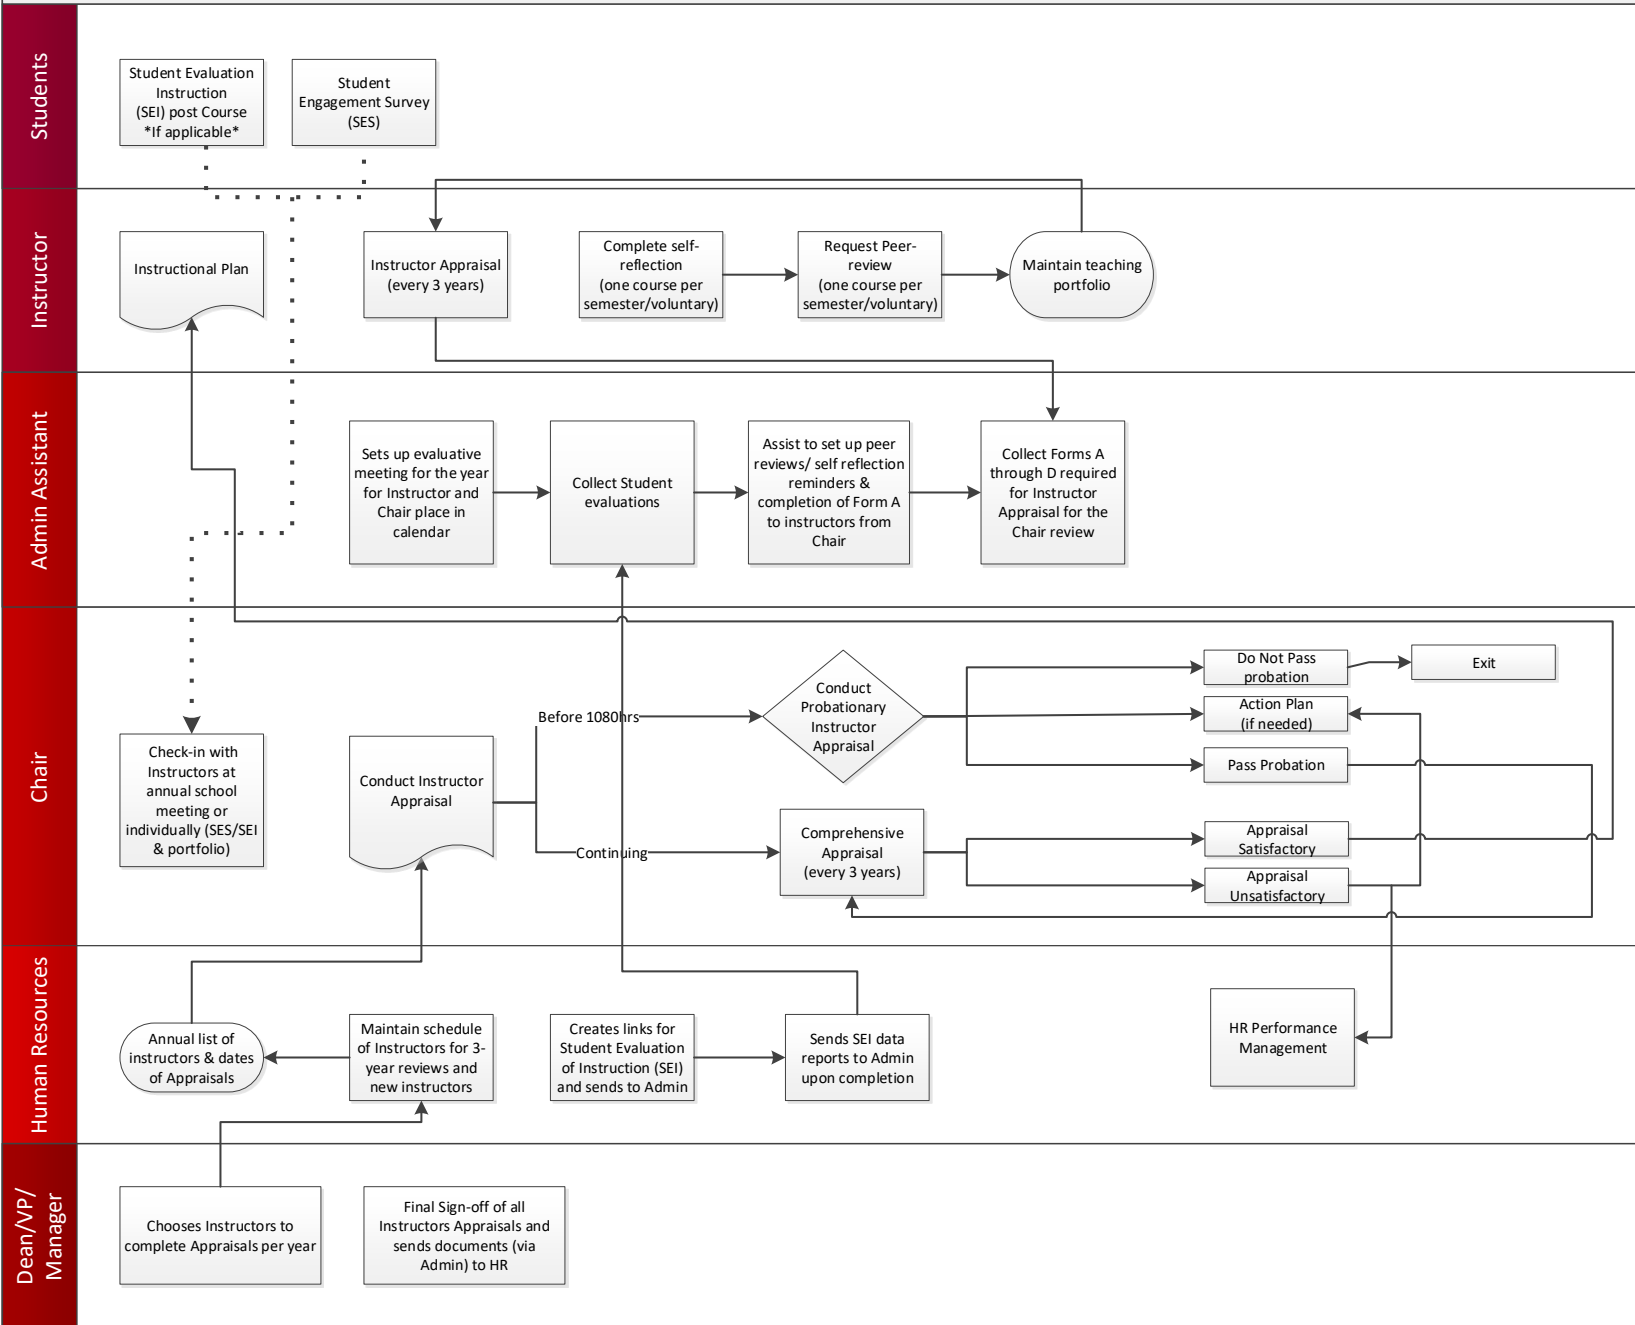 Students
Student Evaluation
Instruction
(SEI) post Course
*If applicable*
Student
Engagement Survey
(SES)
Instructor
Instructional Plan
Instructor Appraisal
(every 3 years)
Complete self-
reflection
(one course per
semester/voluntary)
Request Peer-
review
(one course per
semester/voluntary)
Maintain teaching
portfolio
Admin Assistant
Sets up evaluative
meeting for the year
for Instructor and
Chair place in
calendar
Collect Student
evaluations
Assist to set up peer
reviews/ self reflection
reminders &
completion of Form A
to instructors from
Chair
Collect Forms A
through D required
for Instructor
Appraisal for the
Chair review
Chair
Check-in with
Instructors at
annual school
meeting or
individually (SES/SEI
& portfolio)
Conduct Instructor
Appraisal
Before 1080hrs
Continuing
Conduct
Probationary
Instructor
Appraisal
Comprehensive
Appraisal
(every 3 years)
Do Not Pass
probation
Exit
Action Plan
(if needed)
Pass Probation
Appraisal
Satisfactory
Appraisal
Unsatisfactory
Human Resources
Annual list of
instructors & dates
of Appraisals
Maintain schedule
of Instructors for 3-
year reviews and
new instructors
Creates links for
Student Evaluation
of Instruction (SEI)
and sends to Admin
Sends SEI data
reports to Admin
upon completion
HR Performance
Management
Dean/VP/
Manager
Chooses Instructors to
complete Appraisals per year
Final Sign-off of all
Instructors Appraisals and
sends documents (via
Admin) to HR